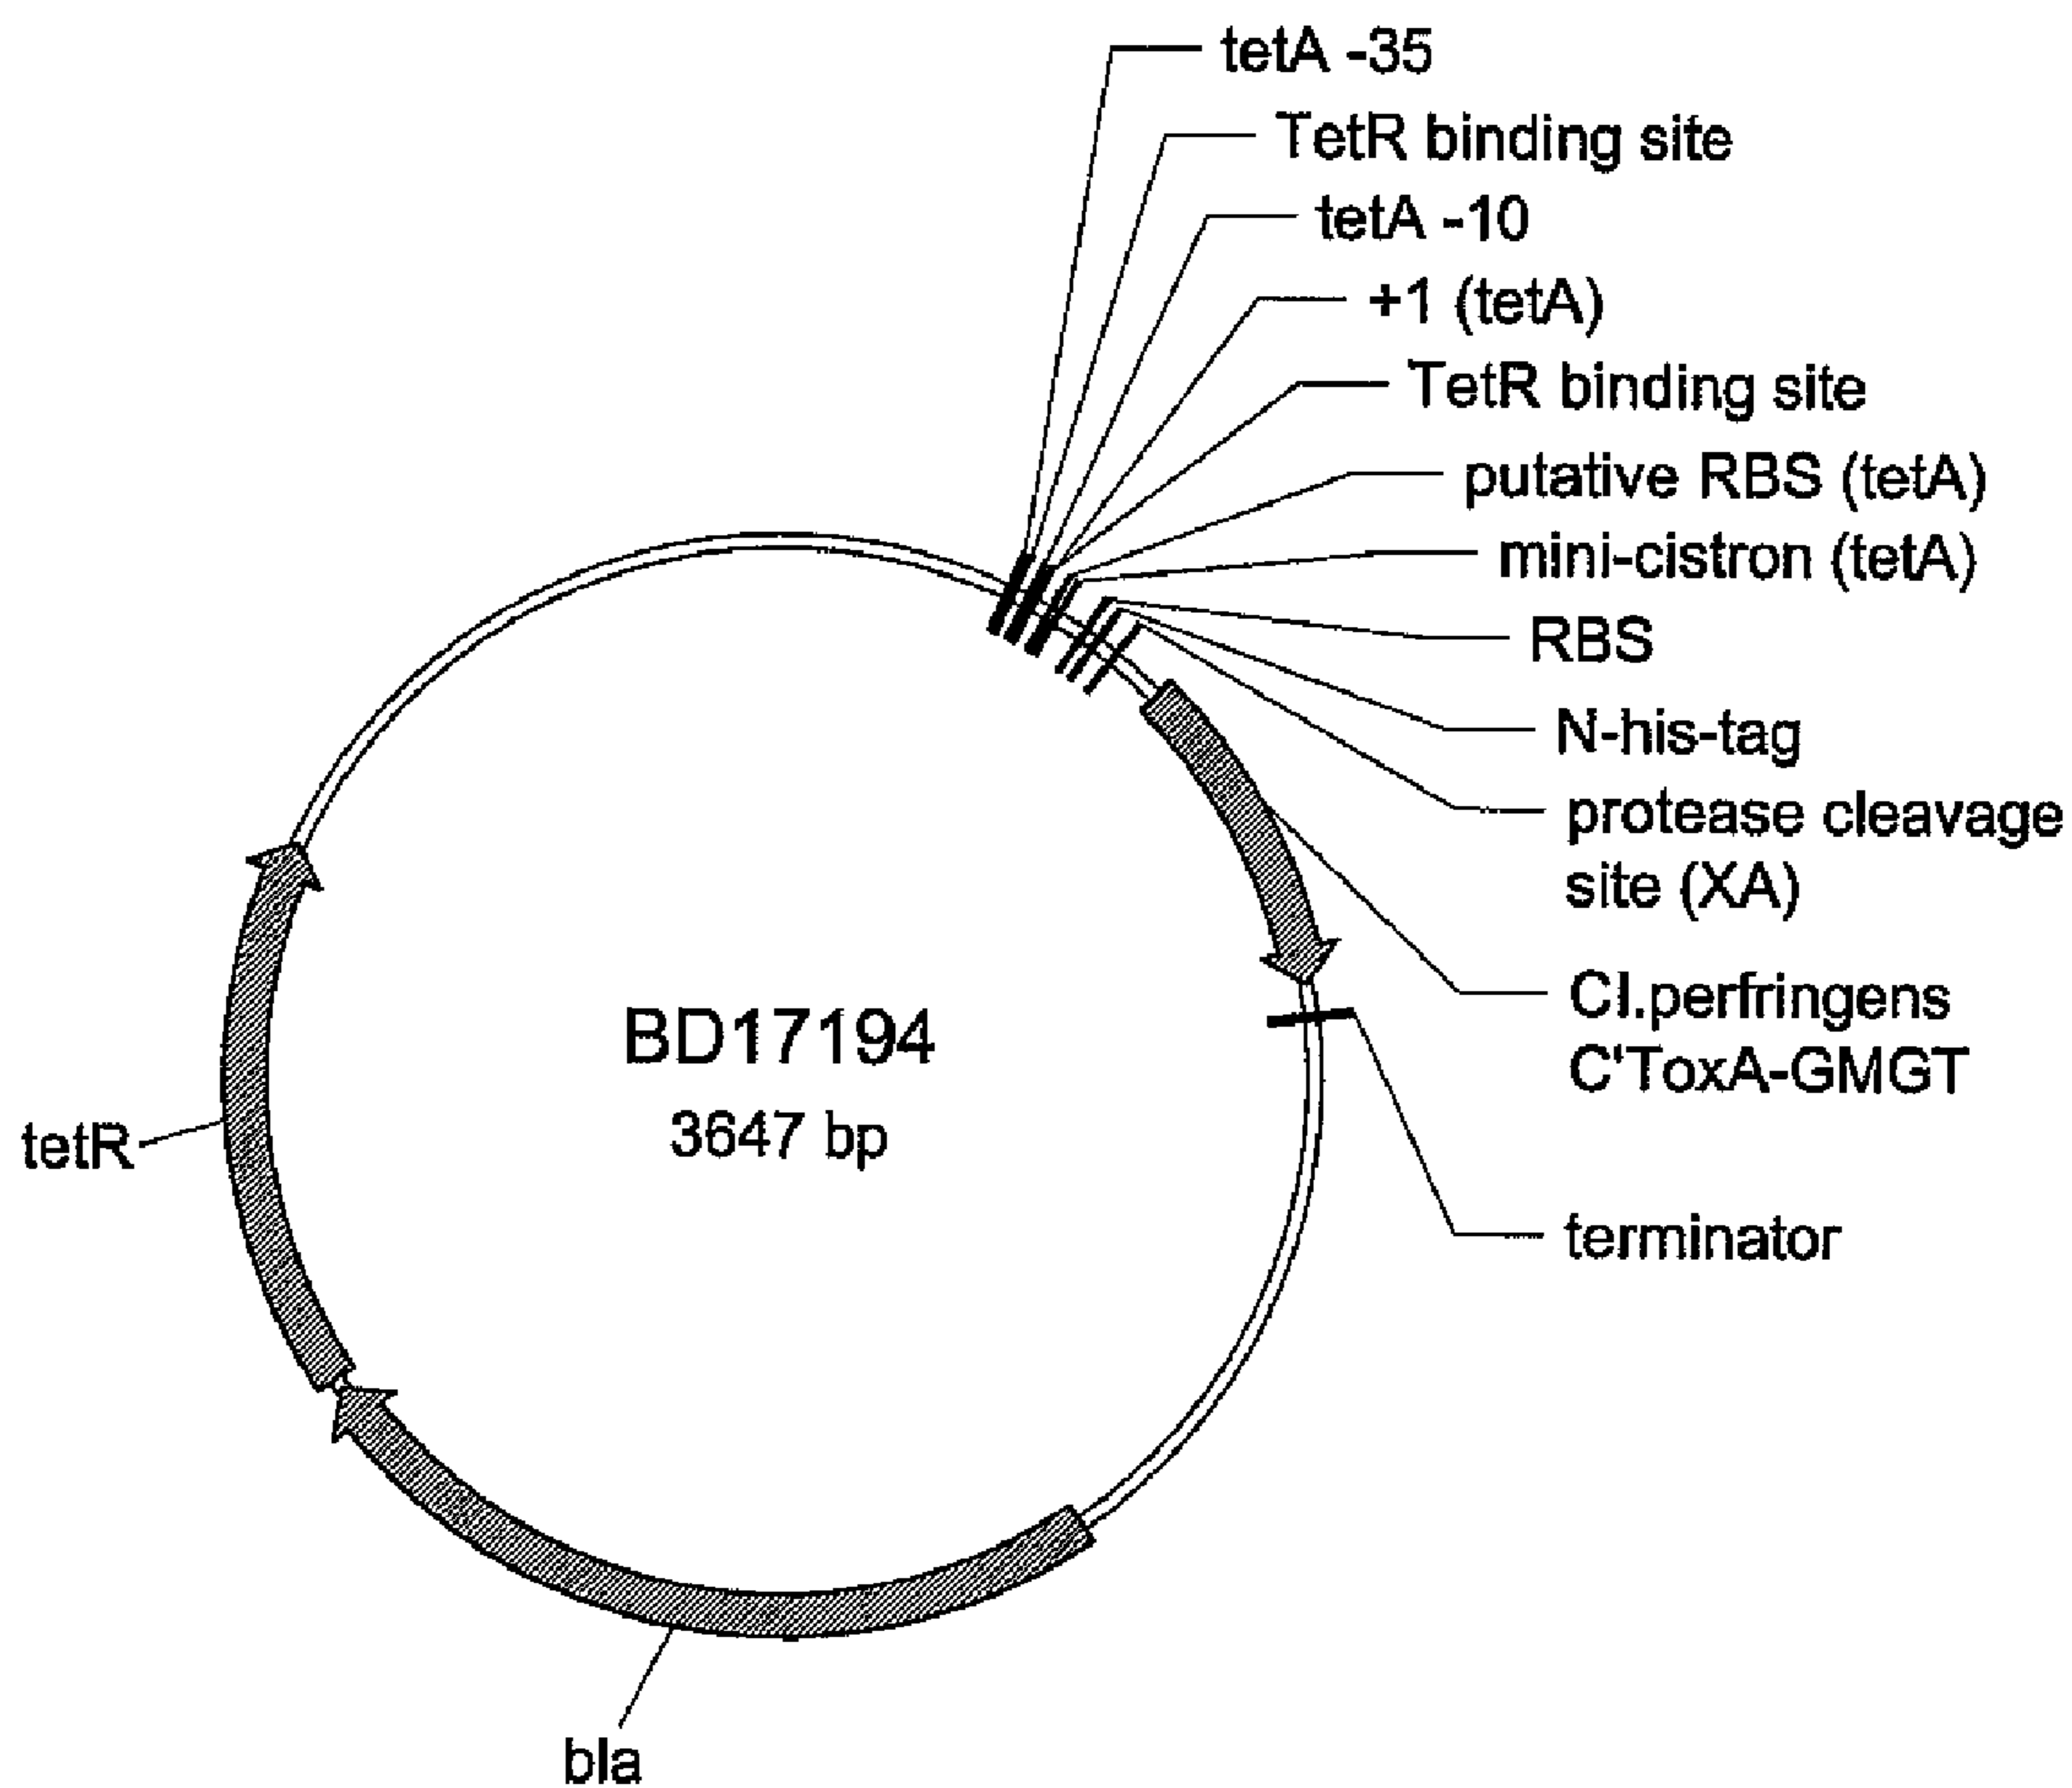 tetA -35
TetR binding site
tetA -10
+1 (tetA)
TetR binding site
putative RBS (tetA)
mini-cistron (tetA)
RBS
N-his-tag
protease cleavage
site (XA)
Cl.perfringens
C'ToxA-GMGT
terminator
BD17194
3647 bp
tetR
bla